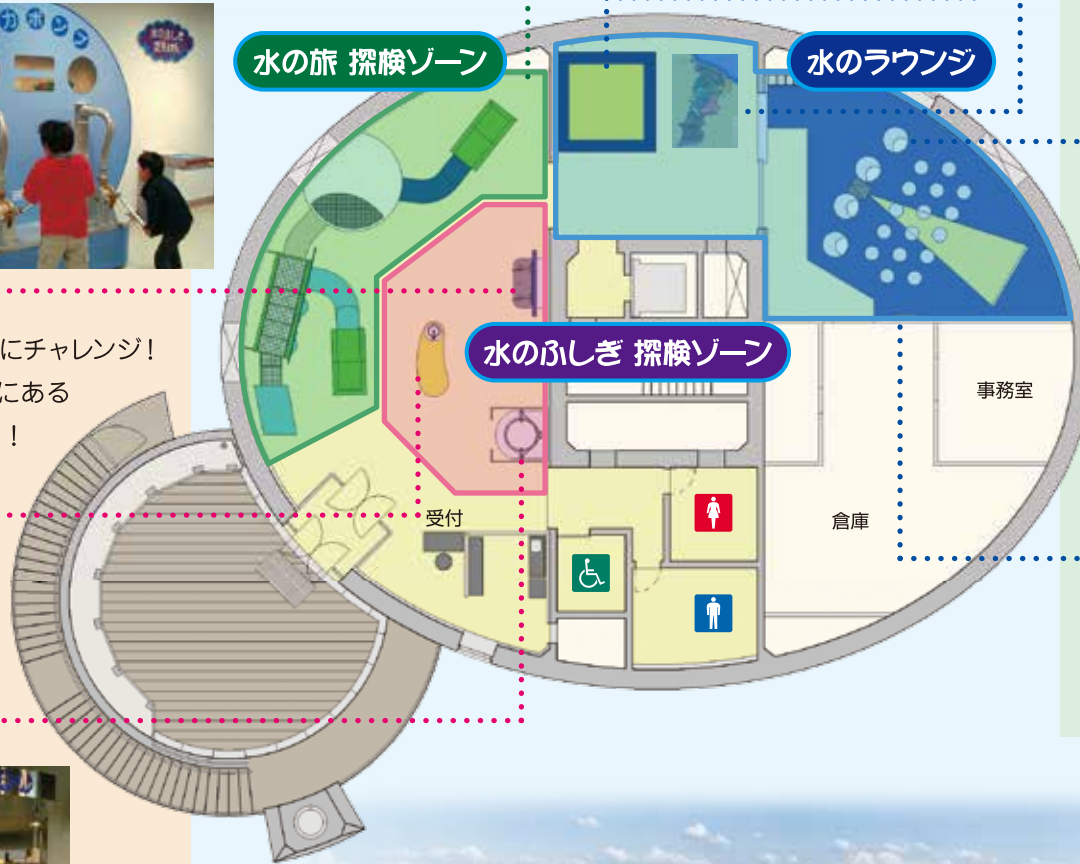 水の旅 探検ゾーン
水のラウンジ
にチャレンジ!
にある
!
水のふしぎ 探検ゾーン
事務室
受付
倉庫